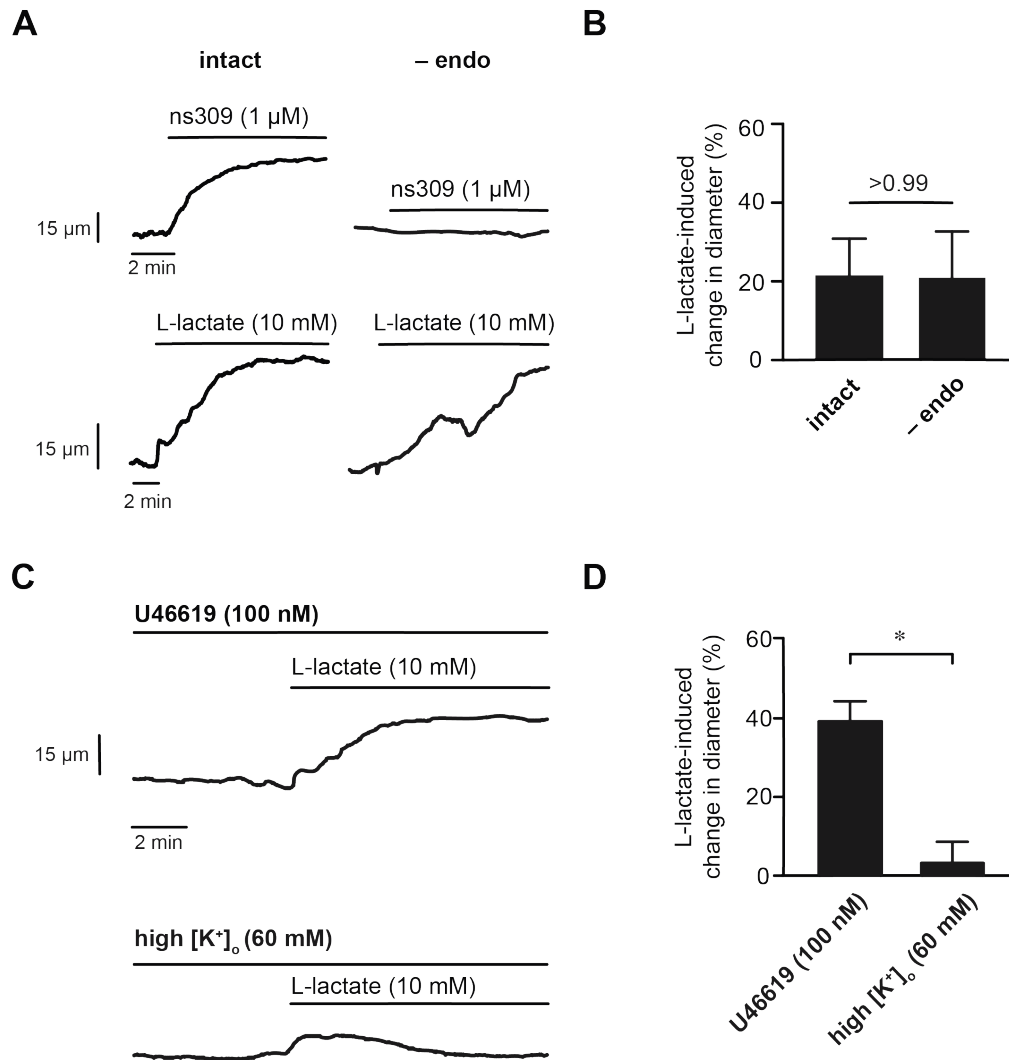 A
intact
– endo
ns309 (1 µM)
ns309 (1 µM)
15 µm
2 min
L-lactate (10 mM)
L-lactate (10 mM)
15 µm
2 min
B
L-lactate-induced
change in diameter (%)
60
40
20
0
>0.99
intact
– endo
C
U46619 (100 nM)
L-lactate (10 mM)
15 µm
2 min
high [K⁺]ₒ (60 mM)
L-lactate (10 mM)
D
L-lactate-induced
change in diameter (%)
60
40
20
0
*
U46619 (100 nM)
high [K⁺]ₒ (60 mM)